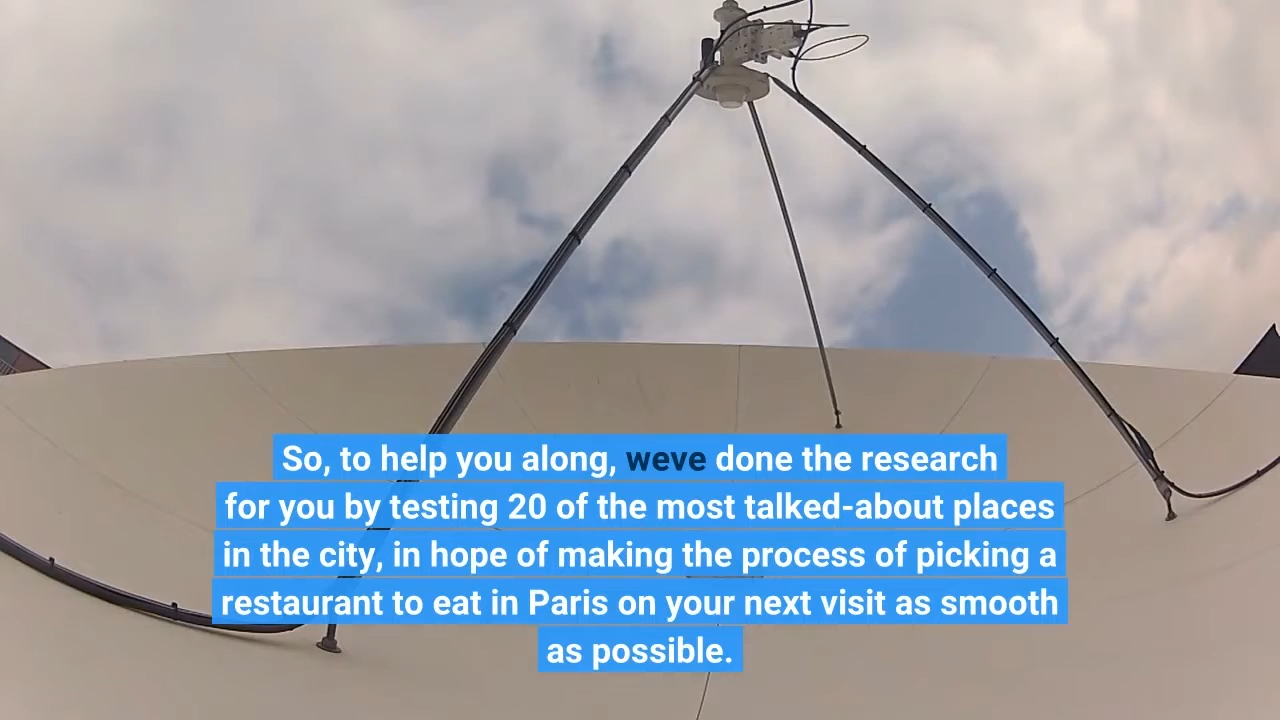 So, to help you along, weve done the research
for you by testing 20 of the most talked-about places
in the city, in hope of making the process of picking a
restaurant to eat in Paris on your next visit as smooth
as possible.